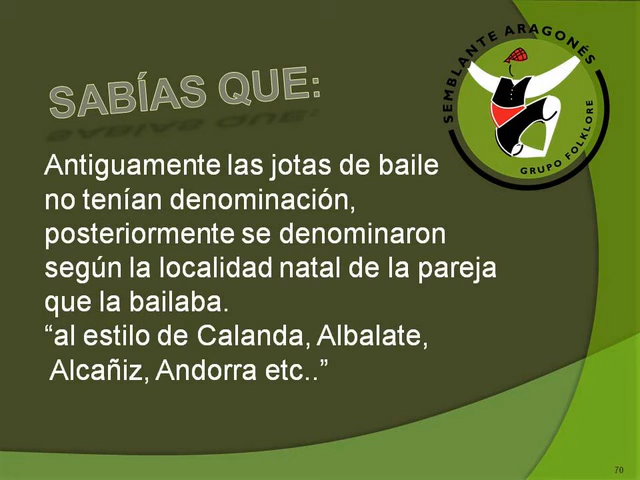 SABÍAS QUE:
SEMBLANTE ARAGONÉS
GRUPO FOLKLORE
Antiguamente las jotas de baile
no tenían denominación,
posteriormente se denominaron
según la localidad natal de la pareja
que la bailaba.
“al estilo de Calanda, Albalate,
Alcañiz, Andorra etc..”
70